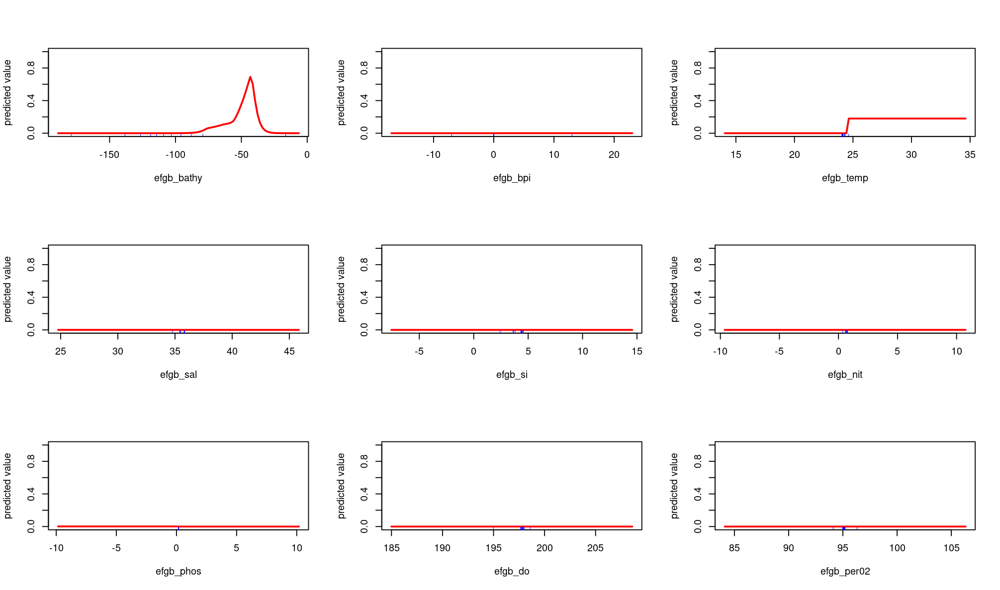 predicted value
0.0 0.4 0.8
-150 -100 -50 0
efgb_bathy
predicted value
0.0 0.4 0.8
-10 0 10 20
efgb_bpi
predicted value
0.0 0.4 0.8
15 20 25 30 35
efgb_temp
predicted value
0.0 0.4 0.8
25 30 35 40 45
efgb_sal
predicted value
0.0 0.4 0.8
-5 0 5 10 15
efgb_si
predicted value
0.0 0.4 0.8
-10 -5 0 5 10
efgb_nit
predicted value
0.0 0.4 0.8
-10 -5 0 5 10
efgb_phos
predicted value
0.0 0.4 0.8
185 190 195 200 205
efgb_do
predicted value
0.0 0.4 0.8
85 90 95 100 105
efgb_per02